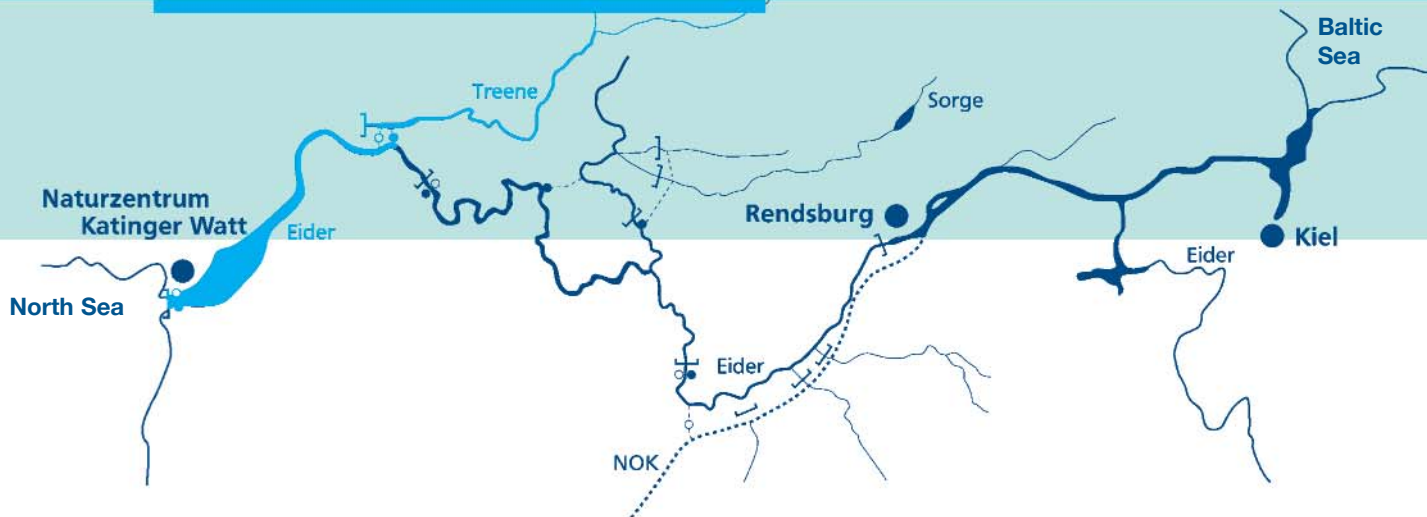 Baltic
Sea
Treene
Sorge
Naturzentrum
Katinger Watt
Rendsburg
Eider
Kiel
Eider
North Sea
Eider
NOK